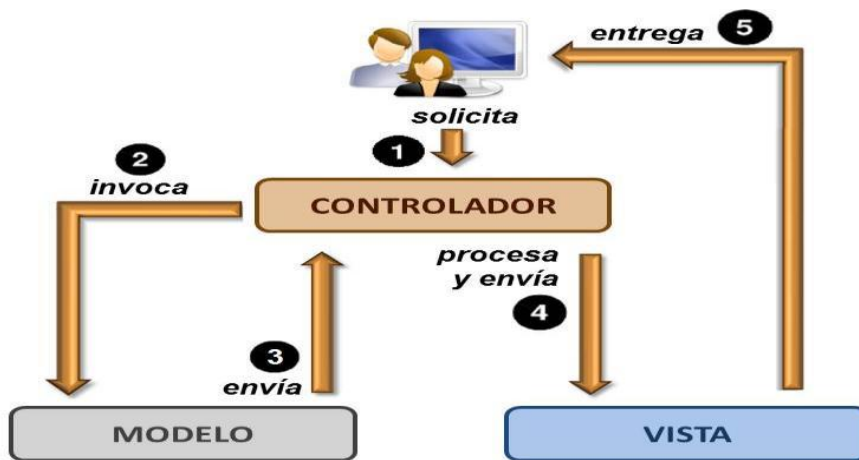 entrega 5
solicita
1
2
invoca
CONTROLADOR
procesa
y envía
4
3
envía
MODELO
VISTA